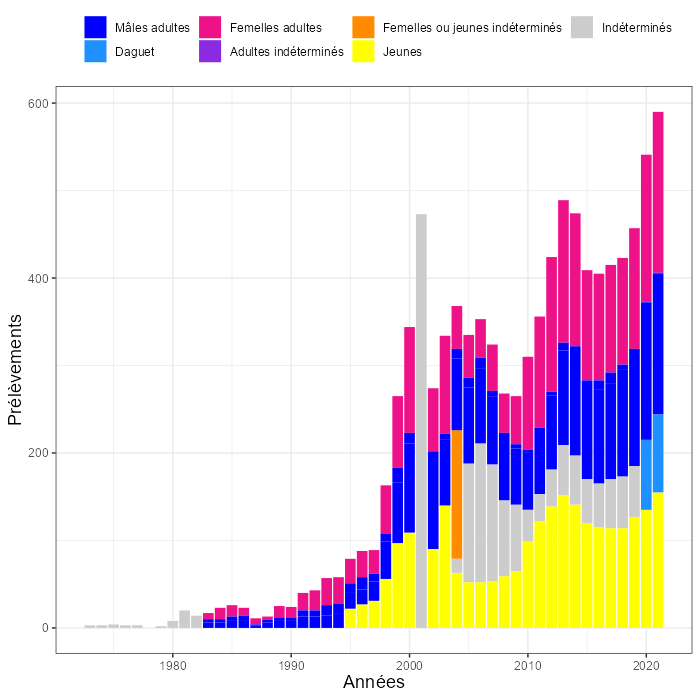 Mâles adultes Femelles adultes Femelles ou jeunes indéterminés Indéterminés
Daguet Adultes indéterminés Jeunes
600
400
200
0
Prélèvements
1980 1990 2000 2010 2020
Années